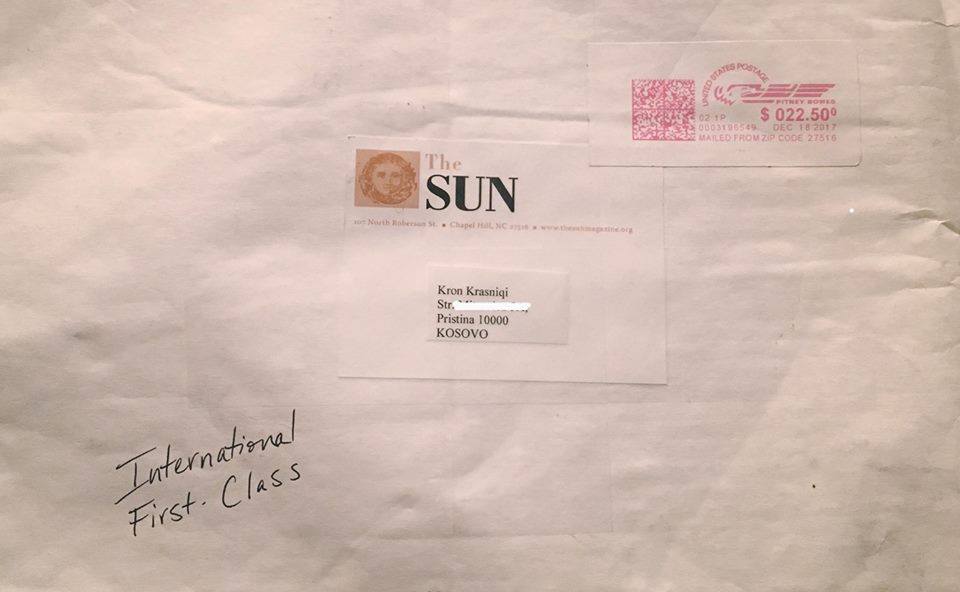 UNITED STATES POSTAGE
PITNEY BOWES
$ 022.50⁰
02 1P
0003196549 DEC 18 2017
MAILED FROM ZIP CODE 27516
The
SUN
107 North Roberson St. ■ Chapel Hill, NC 27516 ■ www.thesunmagazine.org
Kron Krasniqi
Str.
Pristina 10000
KOSOVO
International
First-Class